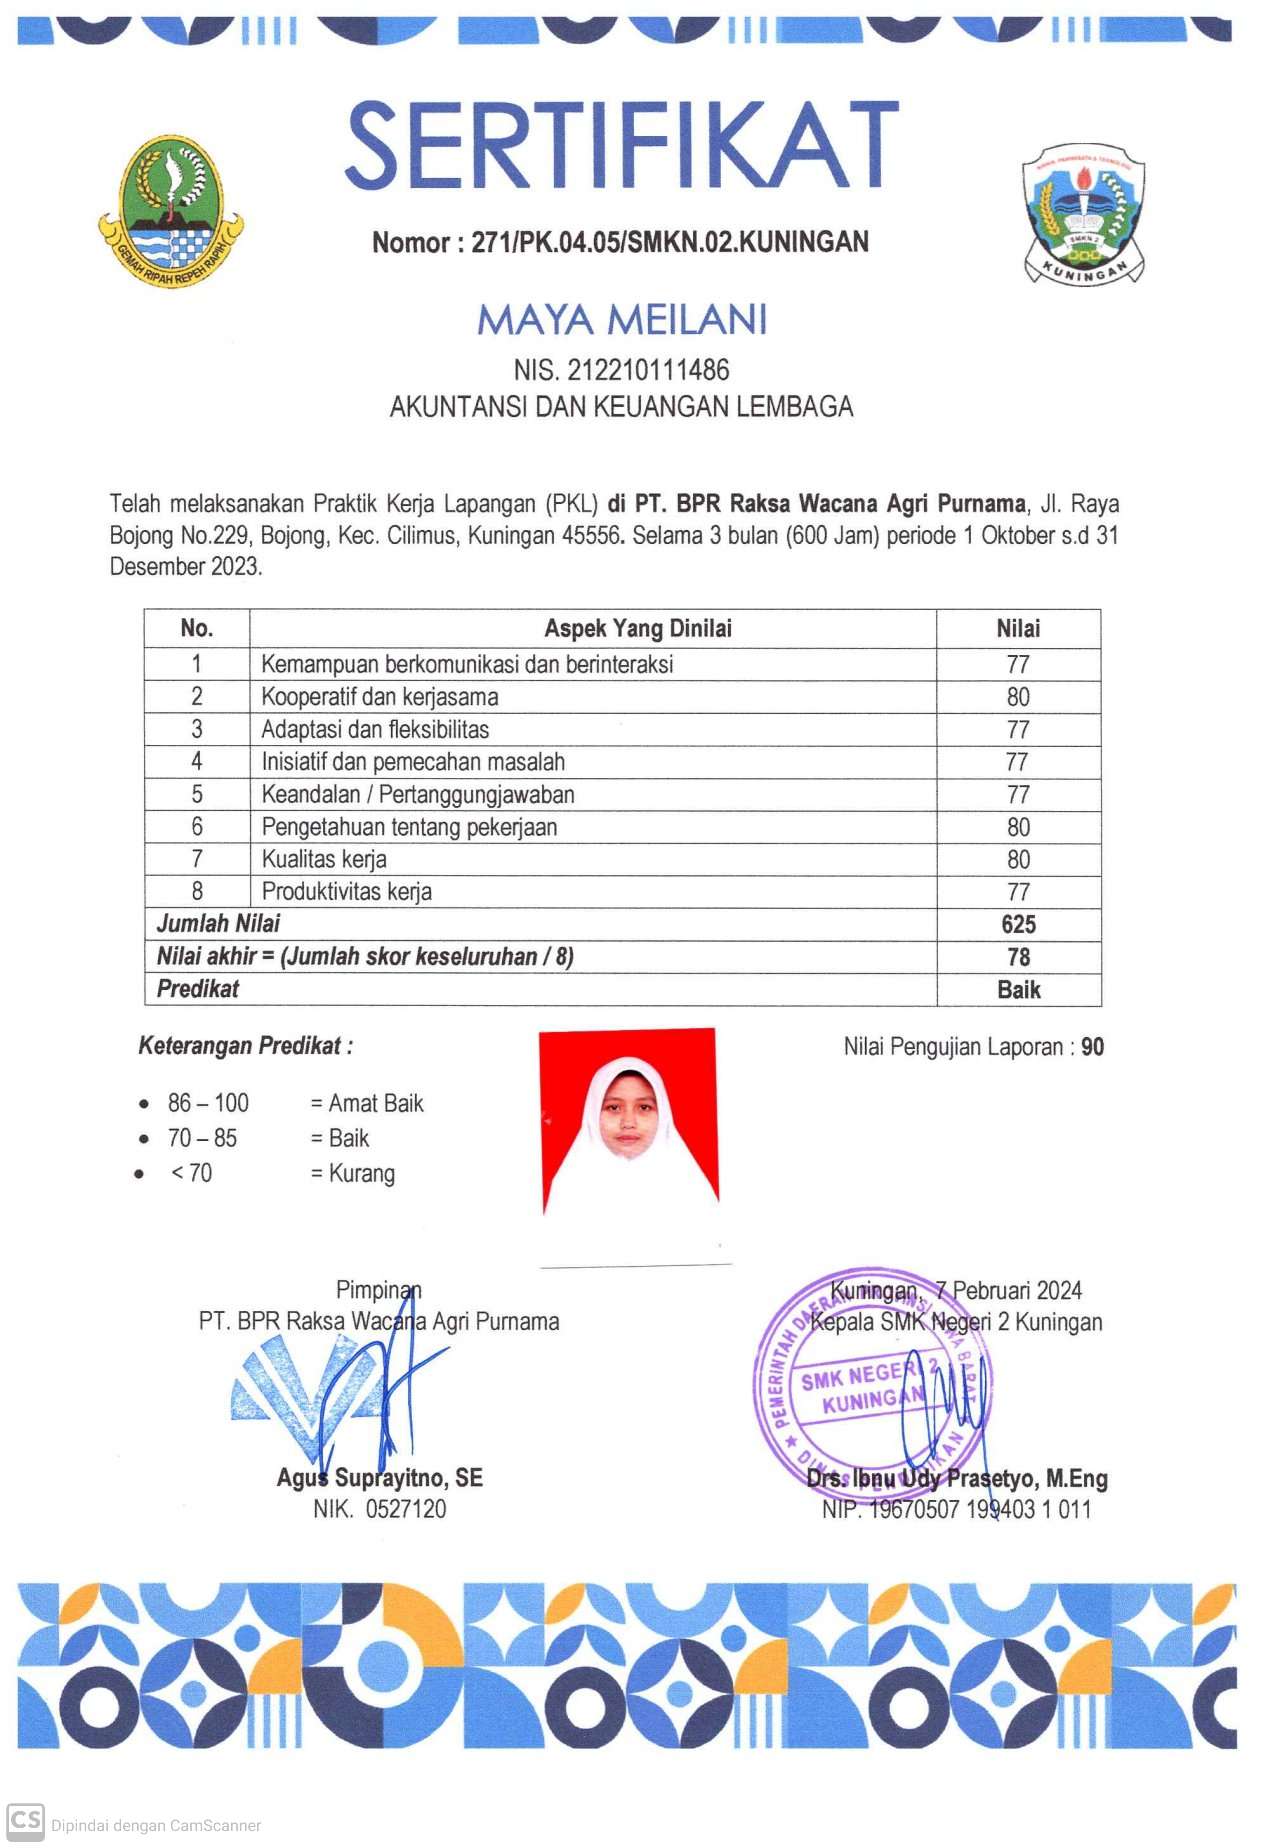 SERTIFIKAT
GEMAH RIPAH REPEH RAPIH
SMKN 2
KUNINGAN
Nomor : 271/PK.04.05/SMKN.02.KUNINGAN
MAYA MEILANI
NIS. 212210111486
AKUNTANSI DAN KEUANGAN LEMBAGA
Telah melaksanakan Praktik Kerja Lapangan (PKL) di PT. BPR Raksa Wacana Agri Purnama, Jl. Raya
Bojong No.229, Bojong, Kec. Cilimus, Kuningan 45556. Selama 3 bulan (600 Jam) periode 1 Oktober s.d 31
Desember 2023.
No. Aspek Yang Dinilai Nilai
1 Kemampuan berkomunikasi dan berinteraksi 77
2 Kooperatif dan kerjasama 80
3 Adaptasi dan fleksibilitas 77
4 Inisiatif dan pemecahan masalah 77
5 Keandalan / Pertanggungjawaban 77
6 Pengetahuan tentang pekerjaan 80
7 Kualitas kerja 80
8 Produktivitas kerja 77
Jumlah Nilai 625
Nilai akhir = (Jumlah skor keseluruhan / 8) 78
Predikat Baik
Keterangan Predikat :
Nilai Pengujian Laporan : 90
• 86 – 100 = Amat Baik
• 70 – 85 = Baik
• < 70 = Kurang
Pimpinan
PT. BPR Raksa Wacana Agri Purnama
Agus Suprayitno, SE
NIK. 0527120
Kuningan, 7 Pebruari 2024
Kepala SMK Negeri 2 Kuningan
PEMERINTAH DAERAH PROVINSI JAWA BARAT
SMK NEGERI 2
KUNINGAN
DINAS PENDIDIKAN
Drs. Ibnu Udy Prasetyo, M.Eng
NIP. 19670507 199403 1 011
CS Dipindai dengan CamScanner